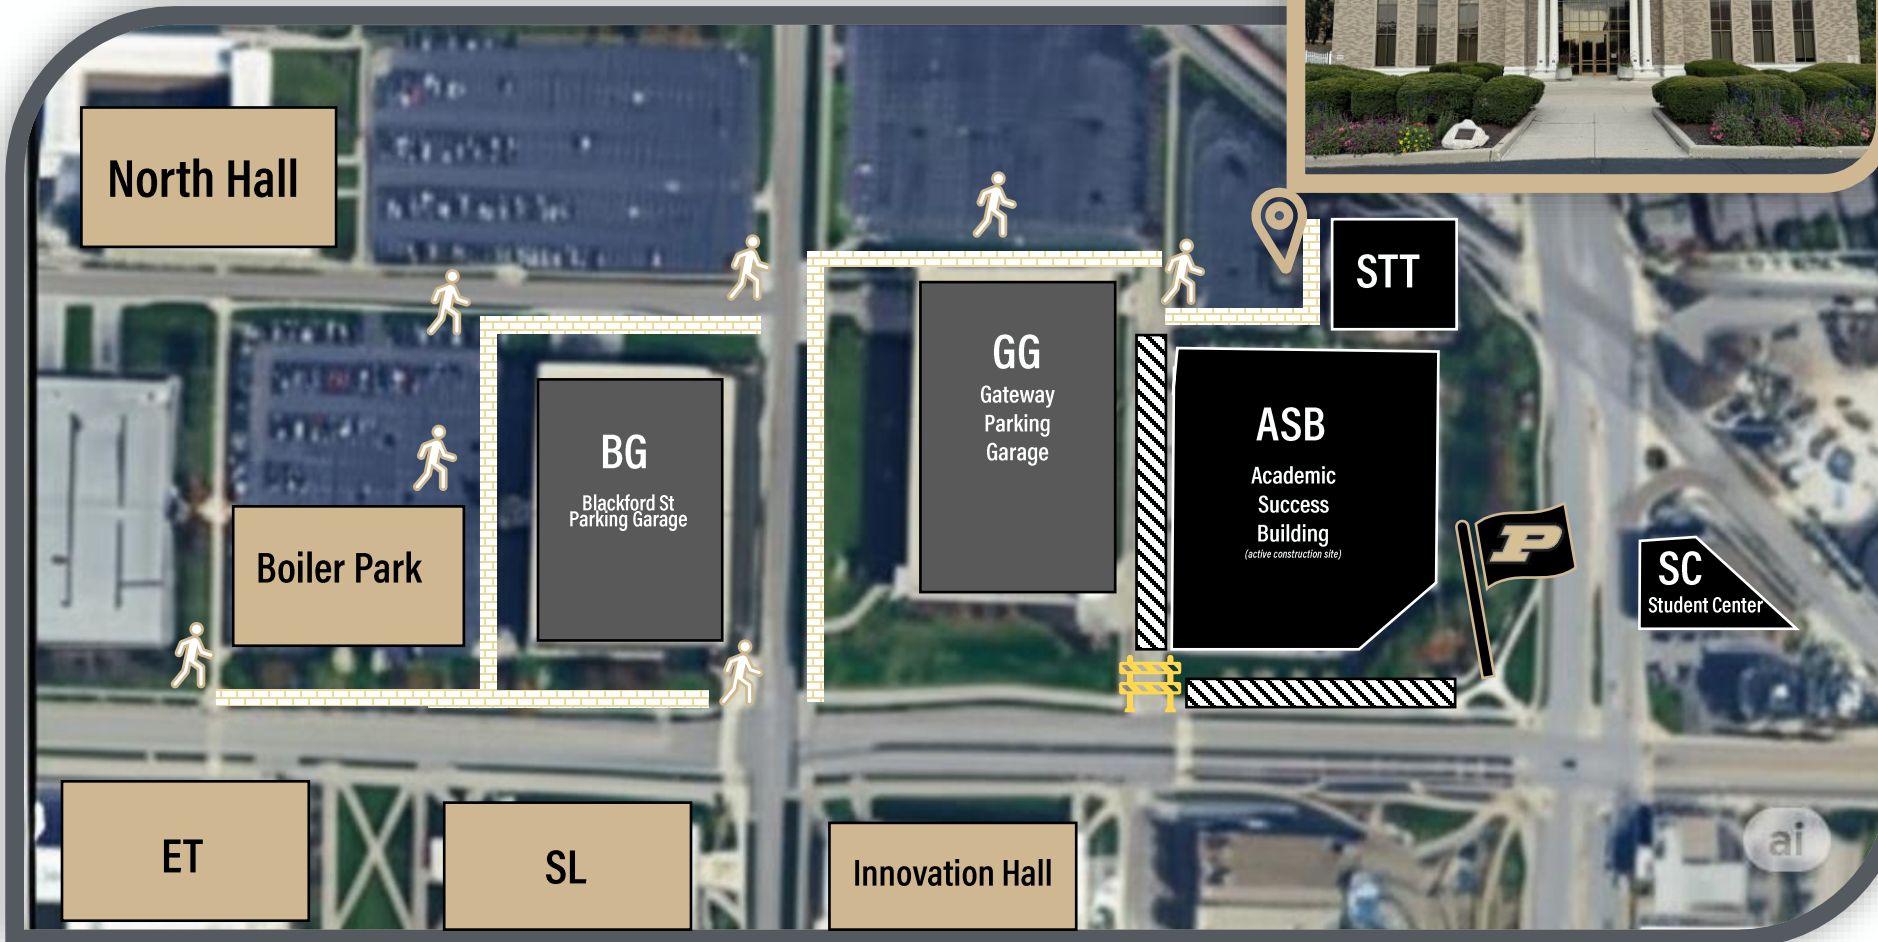 North Hall
STT
GG
Gateway
Parking
Garage
BG
Blackford St
Parking Garage
ASB
Academic
Success
Building
(active construction site)
P
Boiler Park
SC
Student Center
ET
SL
Innovation Hall
ai